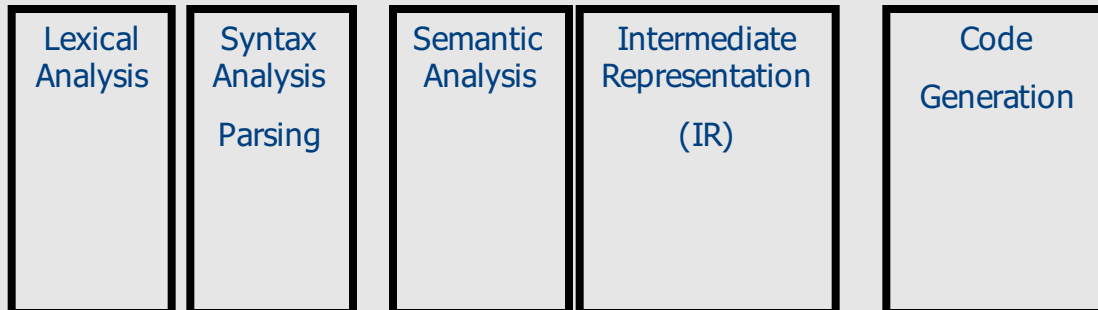 Lexical
Analysis
Syntax
Analysis
Parsing
Semantic
Analysis
Intermediate
Representation
(IR)
Code
Generation